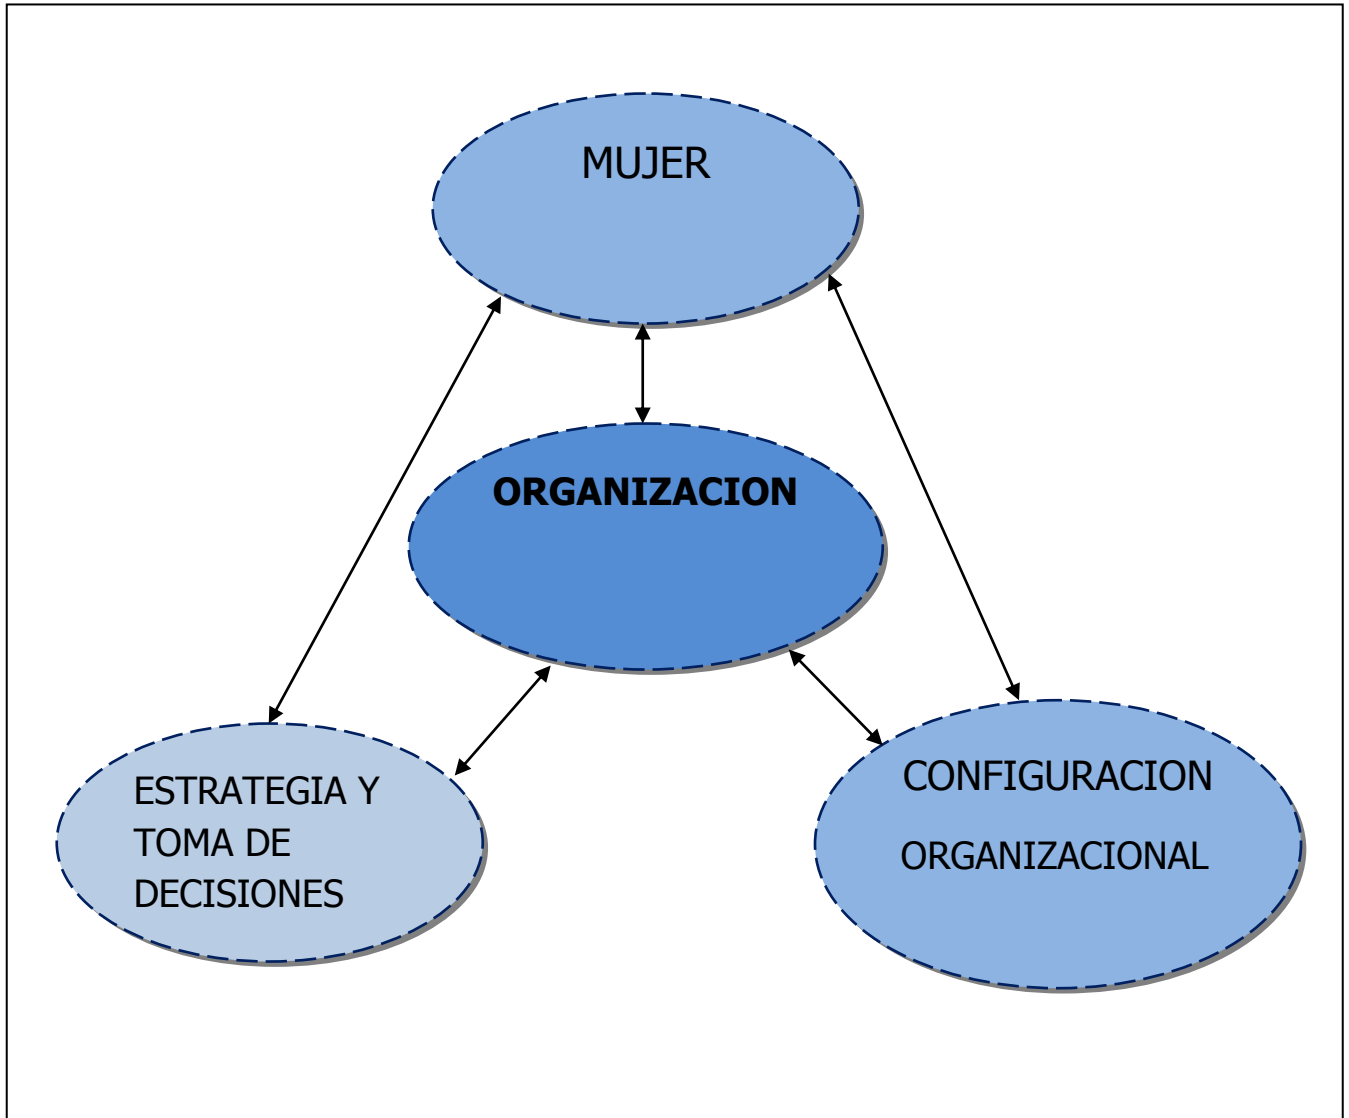 MUJER
ORGANIZACION
ESTRATEGIA Y
TOMA DE
DECISIONES
CONFIGURACION
ORGANIZACIONAL